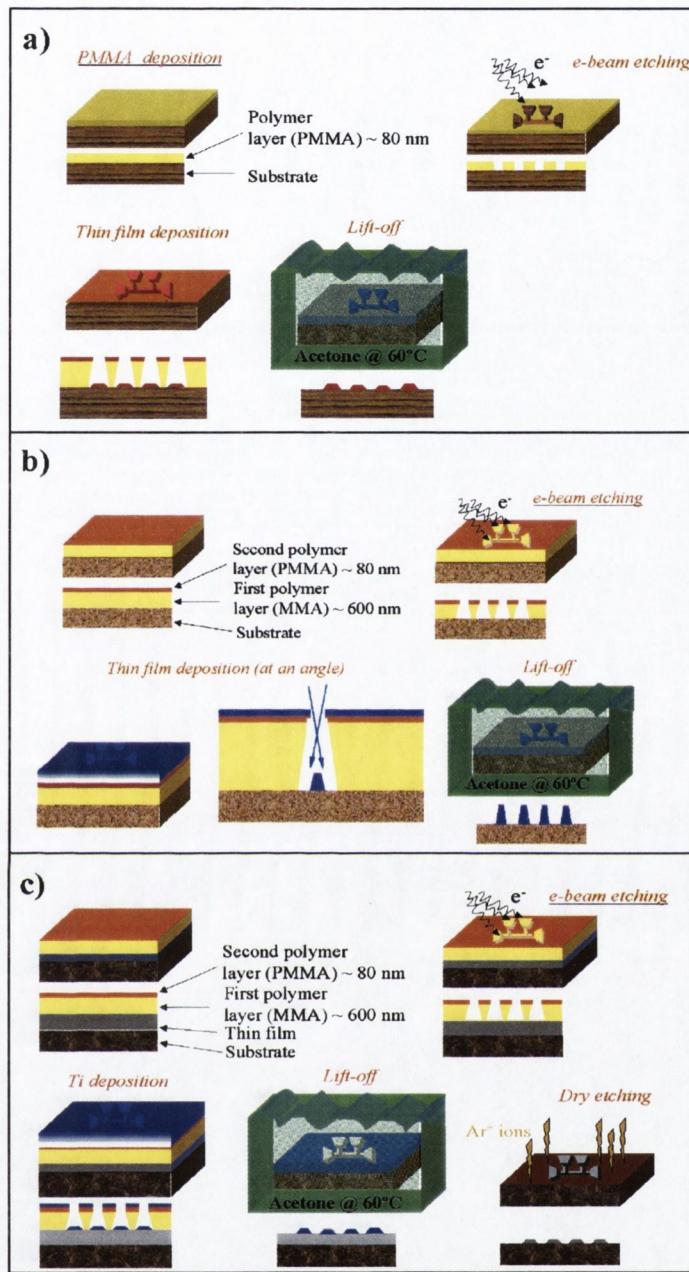 a)
PMMA deposition
e-
e-beam etching
Polymer
layer (PMMA) ~ 80 nm
Substrate
Thin film deposition
Lift-off
Acetone @ 60ºC
b)
e-
e-beam etching
Second polymer
layer (PMMA) ~ 80 nm
First polymer
layer (MMA) ~ 600 nm
Substrate
Thin film deposition (at an angle)
Lift-off
Acetone @ 60ºC
c)
e-
e-beam etching
Second polymer
layer (PMMA) ~ 80 nm
First polymer
layer (MMA) ~ 600 nm
Thin film
Substrate
Ti deposition
Lift-off
Dry etching
Ar+ ions
Acetone @ 60ºC